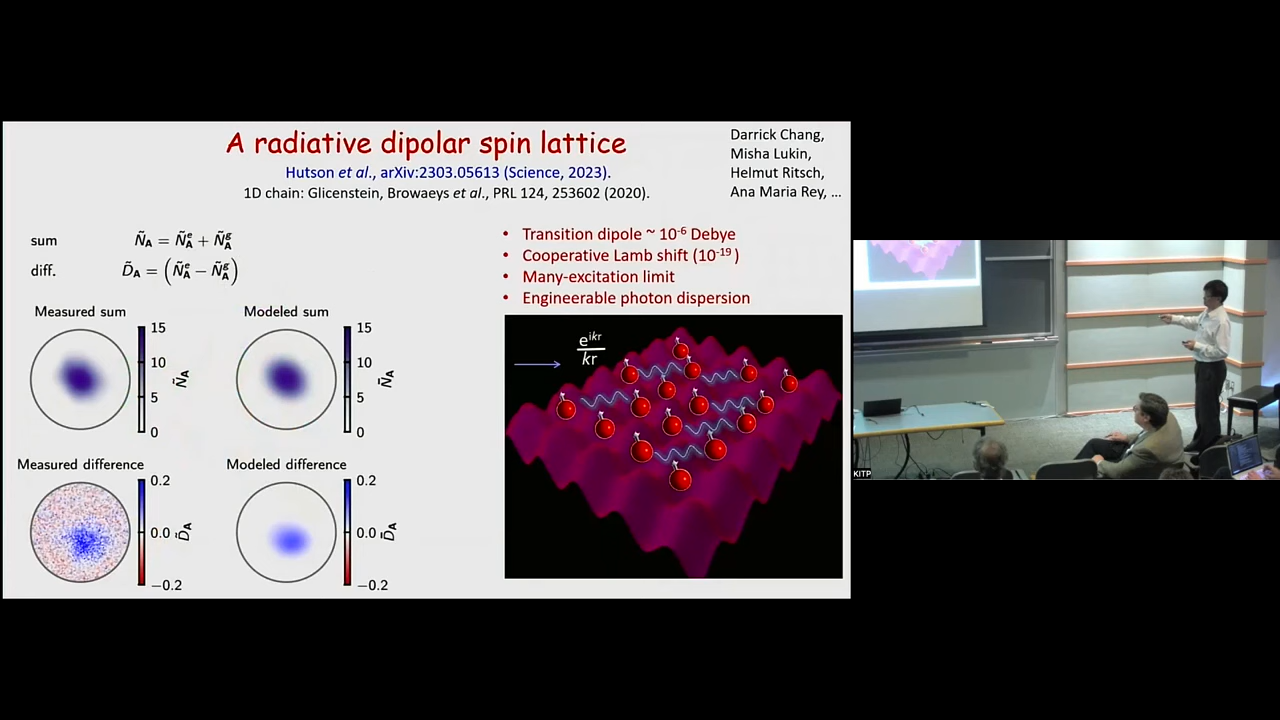 A radiative dipolar spin lattice
Hutson et al., arXiv:2303.05613 (Science, 2023).
1D chain: Glicenstein, Browaeys et al., PRL 124, 253602 (2020).
Darrick Chang,
Misha Lukin,
Helmut Ritsch,
Ana Maria Rey, ...
sum Ñ_A = Ñ_A^e + Ñ_A^g
diff. D̃_A = (Ñ_A^e − Ñ_A^g)
• Transition dipole ~ 10^-6 Debye
• Cooperative Lamb shift (10^-19)
• Many-excitation limit
• Engineerable photon dispersion
Measured sum
15
10
5
0
Ñ_A
Modeled sum
15
10
5
0
Ñ_A
Measured difference
0.2
0.0
−0.2
D̃_A
Modeled difference
0.2
0.0
−0.2
D̃_A
e^ikr
kr
KITP